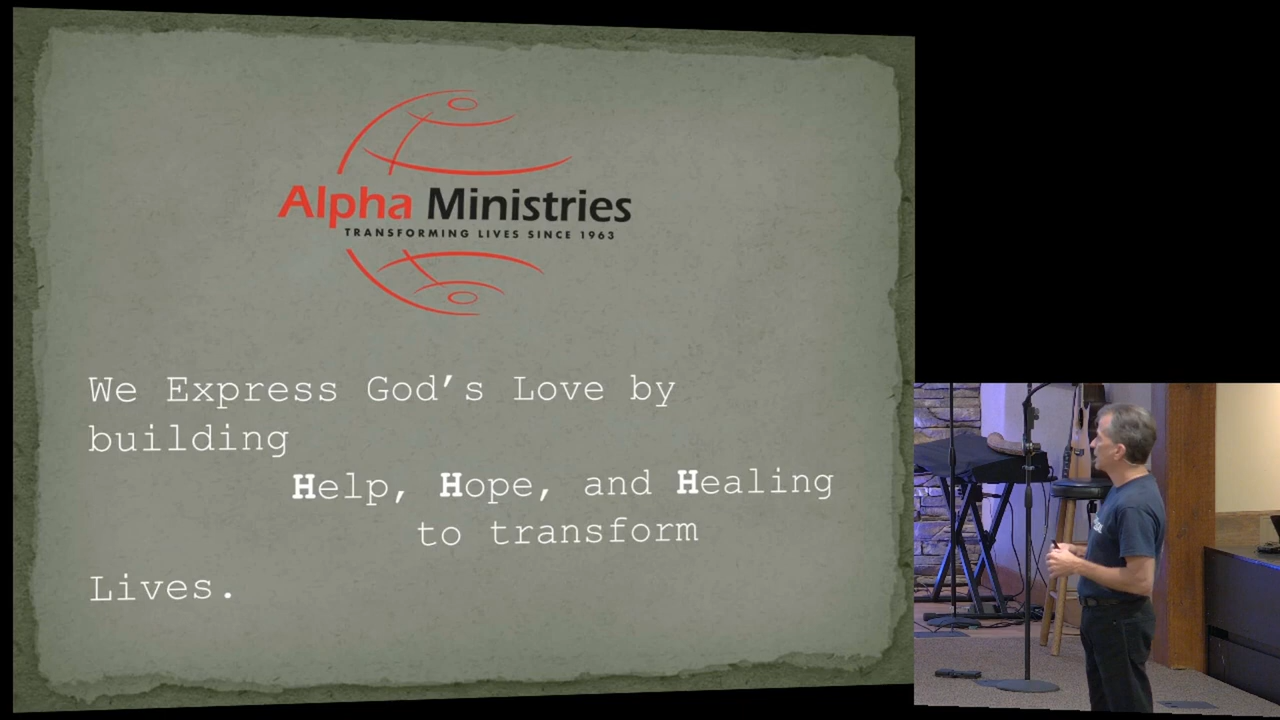 Alpha Ministries
TRANSFORMING LIVES SINCE 1963
We Express God’s Love by
building
Help, Hope, and Healing
to transform
Lives.